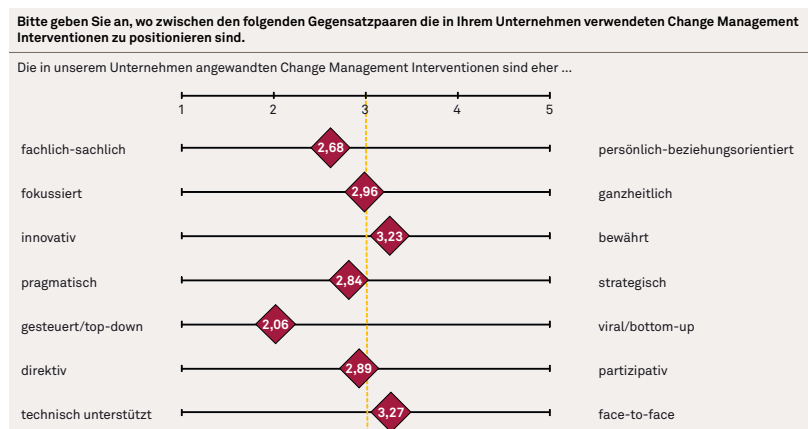 Bitte geben Sie an, wo zwischen den folgenden Gegensatzpaaren die in Ihrem Unternehmen verwendeten Change Management
Interventionen zu positionieren sind.
Die in unserem Unternehmen angewandten Change Management Interventionen sind eher ...
1 2 3 4 5
fachlich-sachlich 2,68 persönlich-beziehungsorientiert
fokussiert 2,96 ganzheitlich
innovativ 3,23 bewährt
pragmatisch 2,84 strategisch
gesteuert/top-down 2,06 viral/bottom-up
direktiv 2,89 partizipativ
technisch unterstützt 3,27 face-to-face